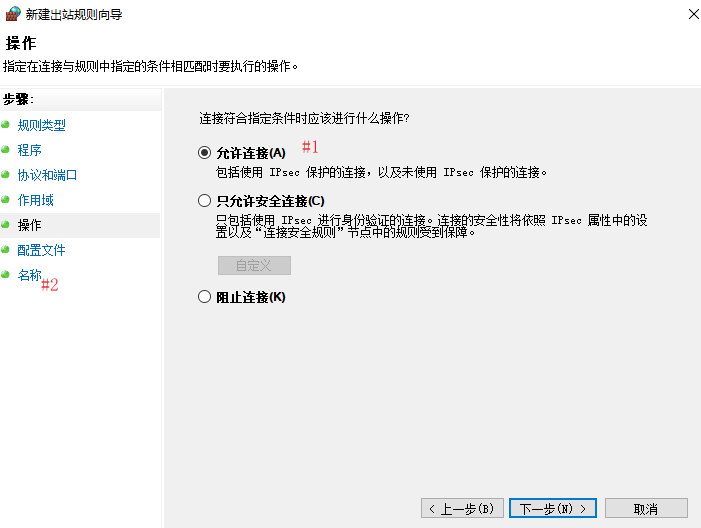 新建出站规则向导
操作
指定在连接与规则中指定的条件相匹配时要执行的操作。
步骤:
规则类型
程序
协议和端口
作用域
操作
配置文件
名称
#2
连接符合指定条件时应该进行什么操作?
允许连接(A)
#1
包括使用 IPsec 保护的连接，以及未使用 IPsec 保护的连接。
只允许安全连接(C)
只包括使用 IPsec 进行身份验证的连接。连接的安全性将依照 IPsec 属性中的设
置以及“连接安全规则”节点中的规则受到保障。
自定义
阻止连接(K)
< 上一步(B)
下一步(N) >
取消